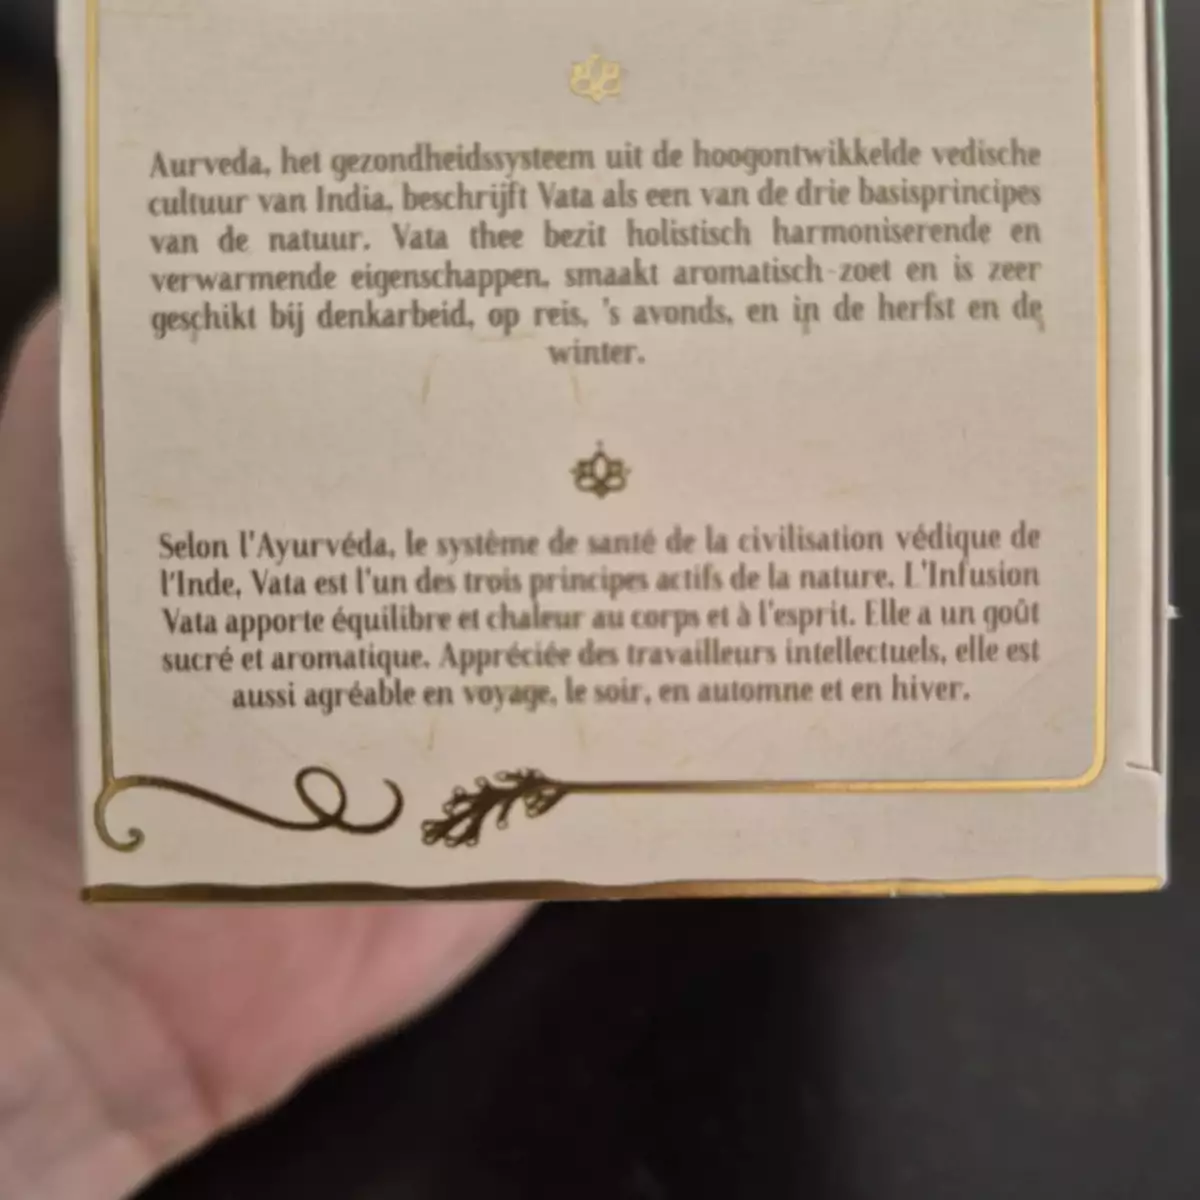 Aurveda, het gezondheidssysteem uit de hoogontwikkelde vedische
cultuur van India, beschrijft Vata als een van de drie basisprincipes
van de natuur. Vata thee bezit holistisch harmoniserende en
verwarmende eigenschappen, smaakt aromatisch-zoet en is zeer
geschikt bij denkarbeid, op reis, 's avonds, en in de herfst en de
winter.
Selon l'Ayurvéda, le système de santé de la civilisation védique de
l'Inde, Vata est l'un des trois principes actifs de la nature. L'Infusion
Vata apporte équilibre et chaleur au corps et à l'esprit. Elle a un goût
sucré et aromatique. Appréciée des travailleurs intellectuels, elle est
aussi agréable en voyage, le soir, en automne et en hiver.